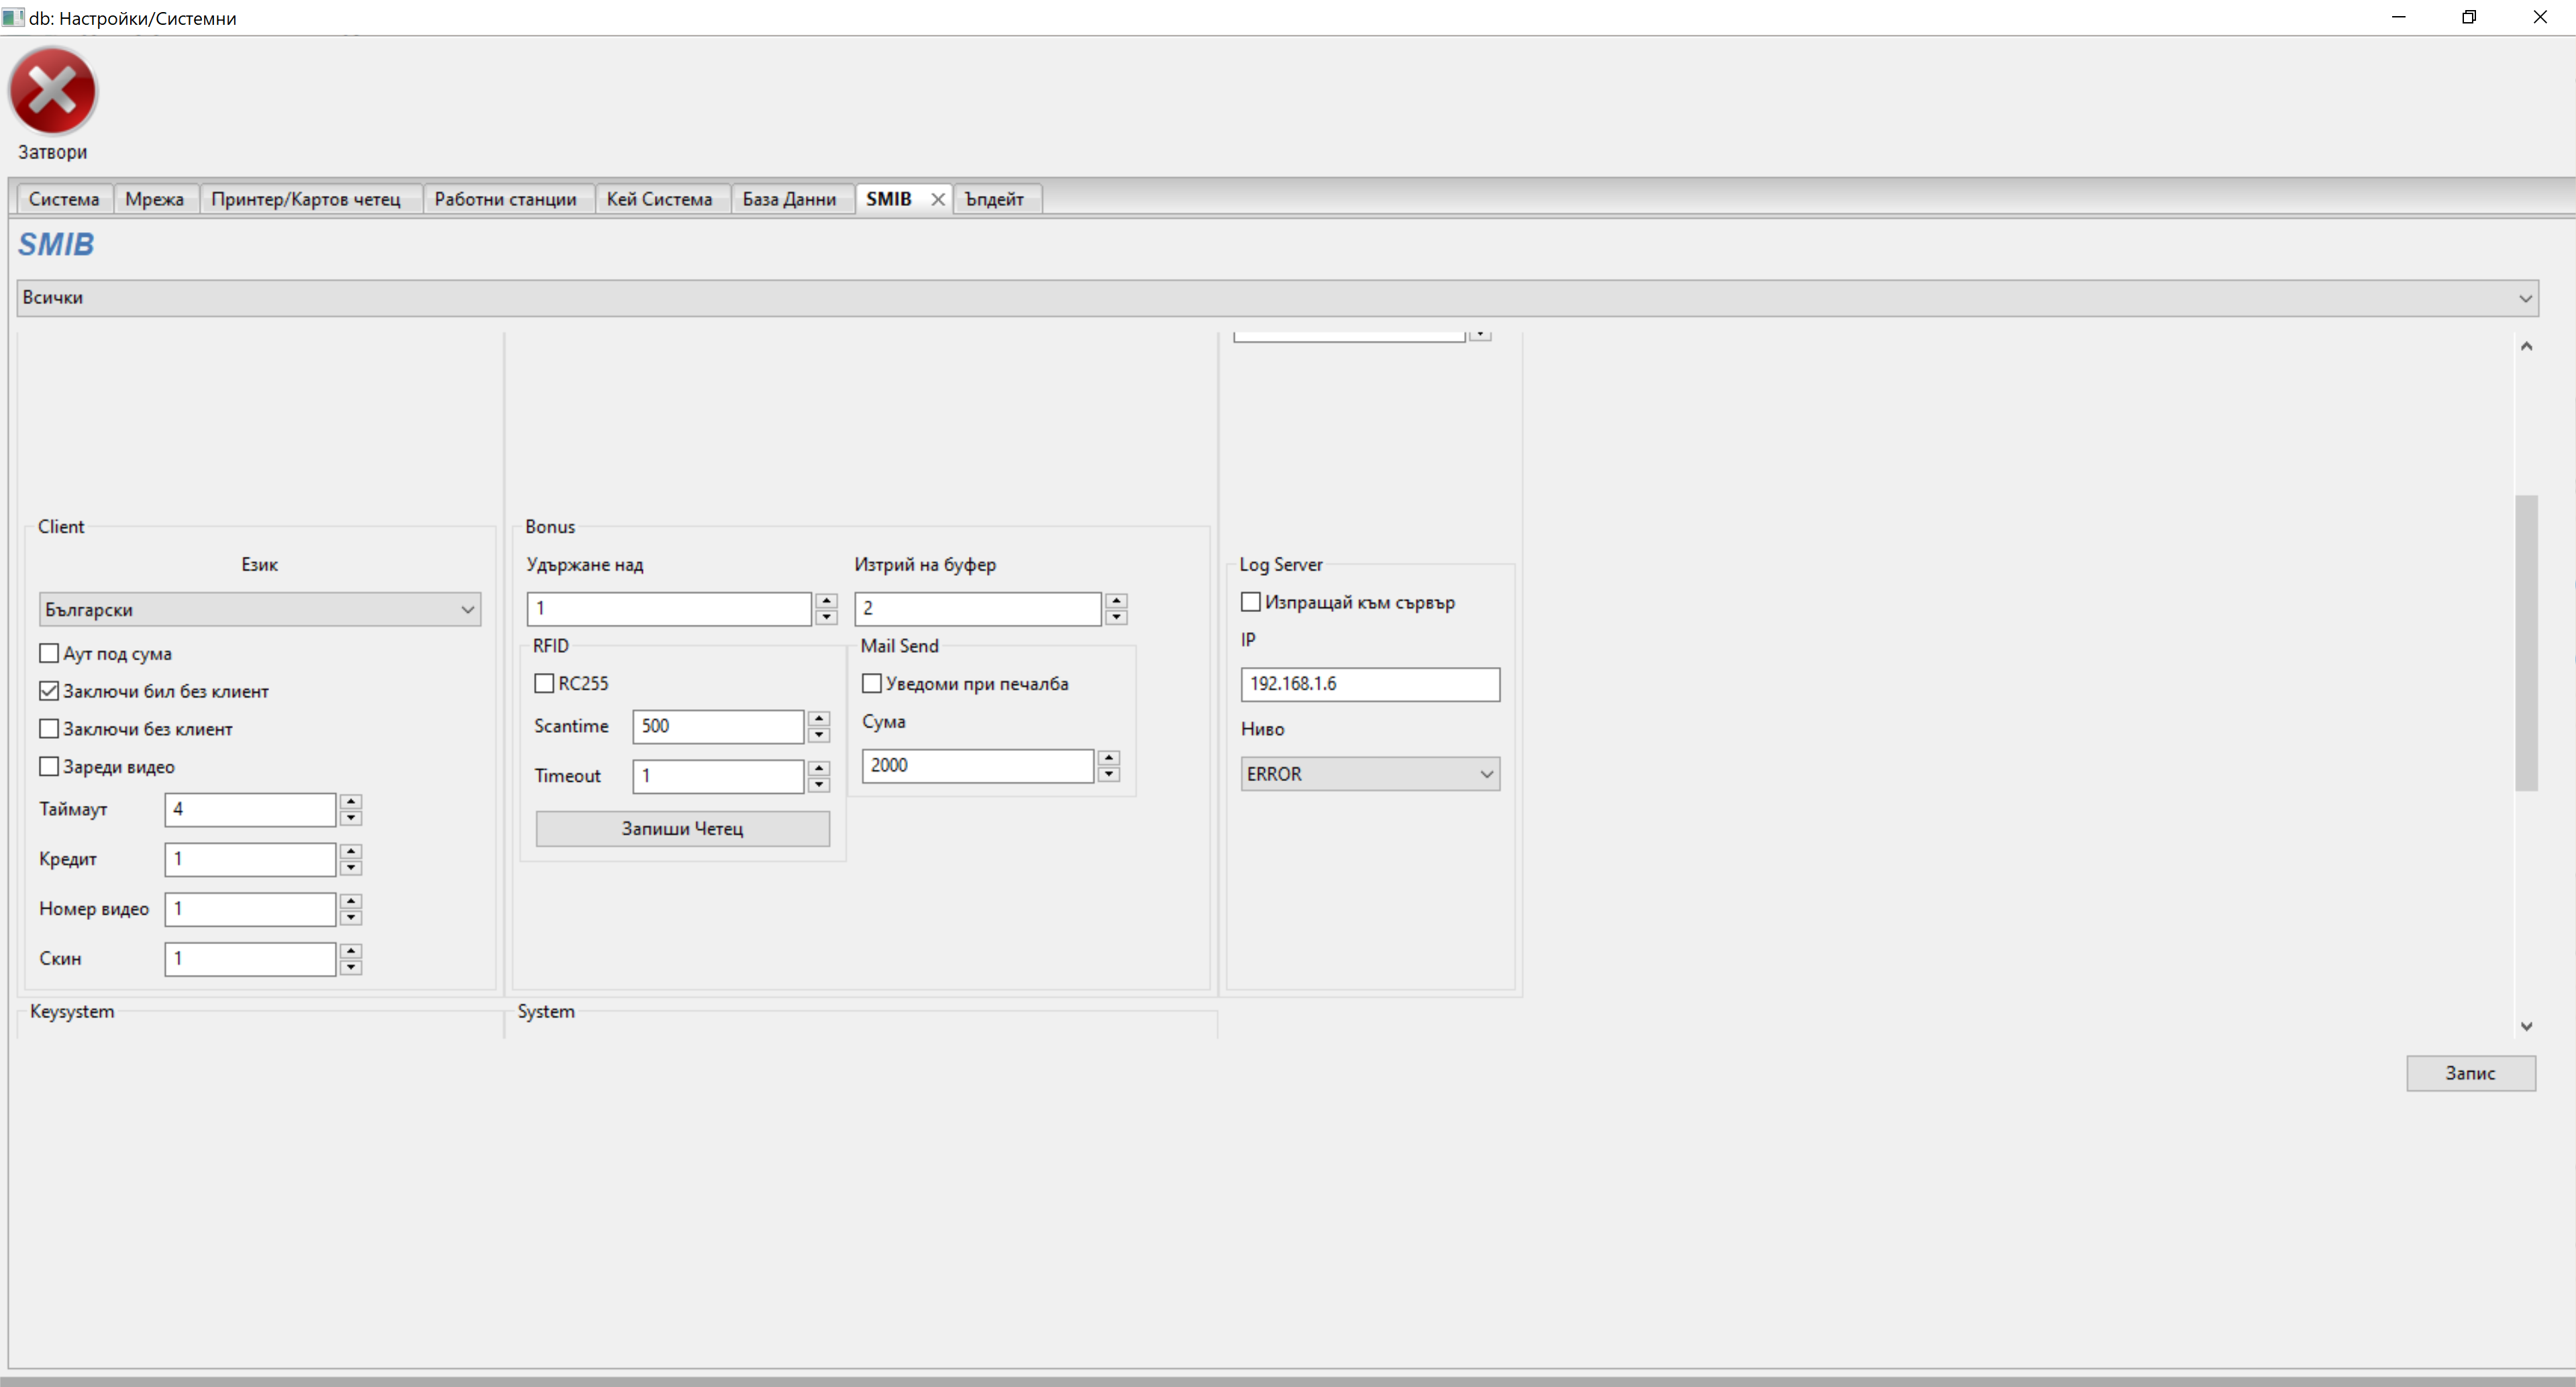 db: Настройки/Системни
Затвори
Система Мрежа Принтер/Картов четец Работни станции Кей Система База Данни SMIB Ъпдейт
SMIB
Всички
Client
Език
Български
Аут под сума
Заключи бил без клиент
Заключи без клиент
Зареди видео
Таймаут 4
Кредит 1
Номер видео 1
Скин 1
Bonus
Удържане над Изтрий на буфер
1 2
RFID
RC255
Scantime 500
Timeout 1
Запиши Четец
Mail Send
Уведоми при печалба
Сума
2000
Log Server
Изпращай към сървър
IP
192.168.1.6
Ниво
ERROR
Keysystem
System
Запис